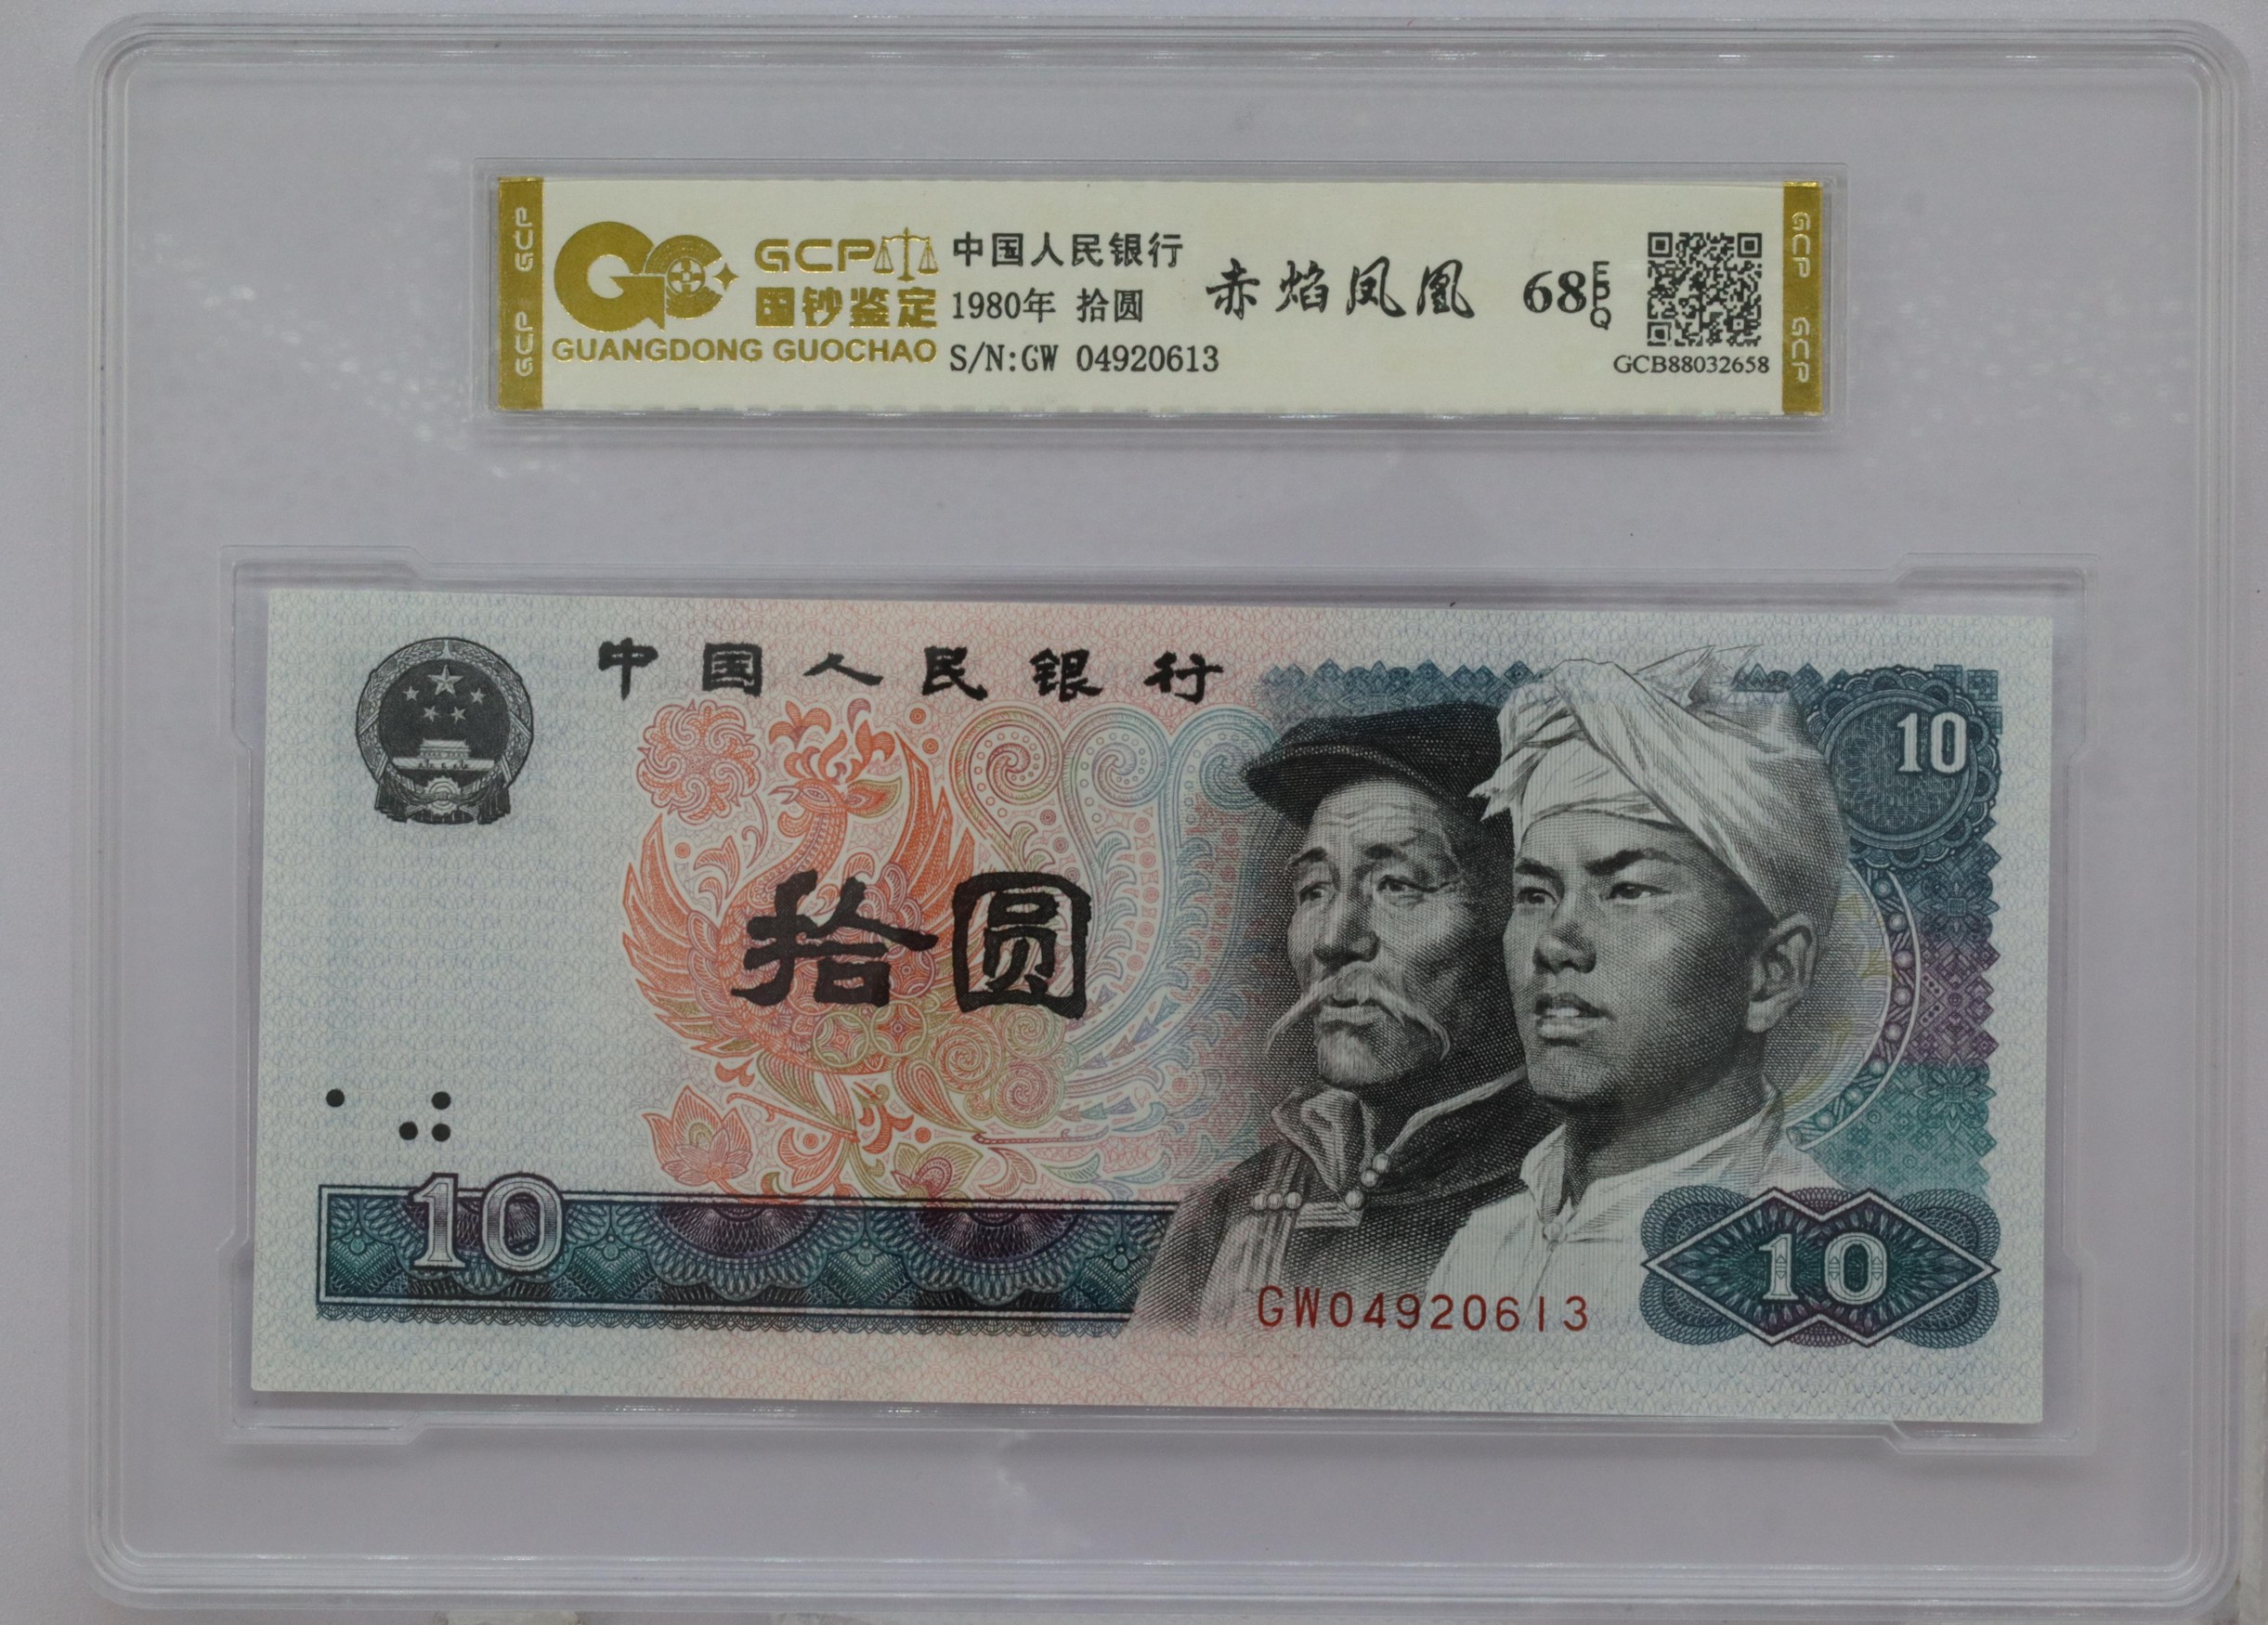 GCP GCP
GCP
国钞鉴定
GUANGDONG GUOCHAO
中国人民银行
1980年 拾圆
S/N:GW 04920613
赤焰凤凰
68EPQ
GCB88032658
GCP GCP
中国人民银行
10
拾圆
10
GW04920613
10